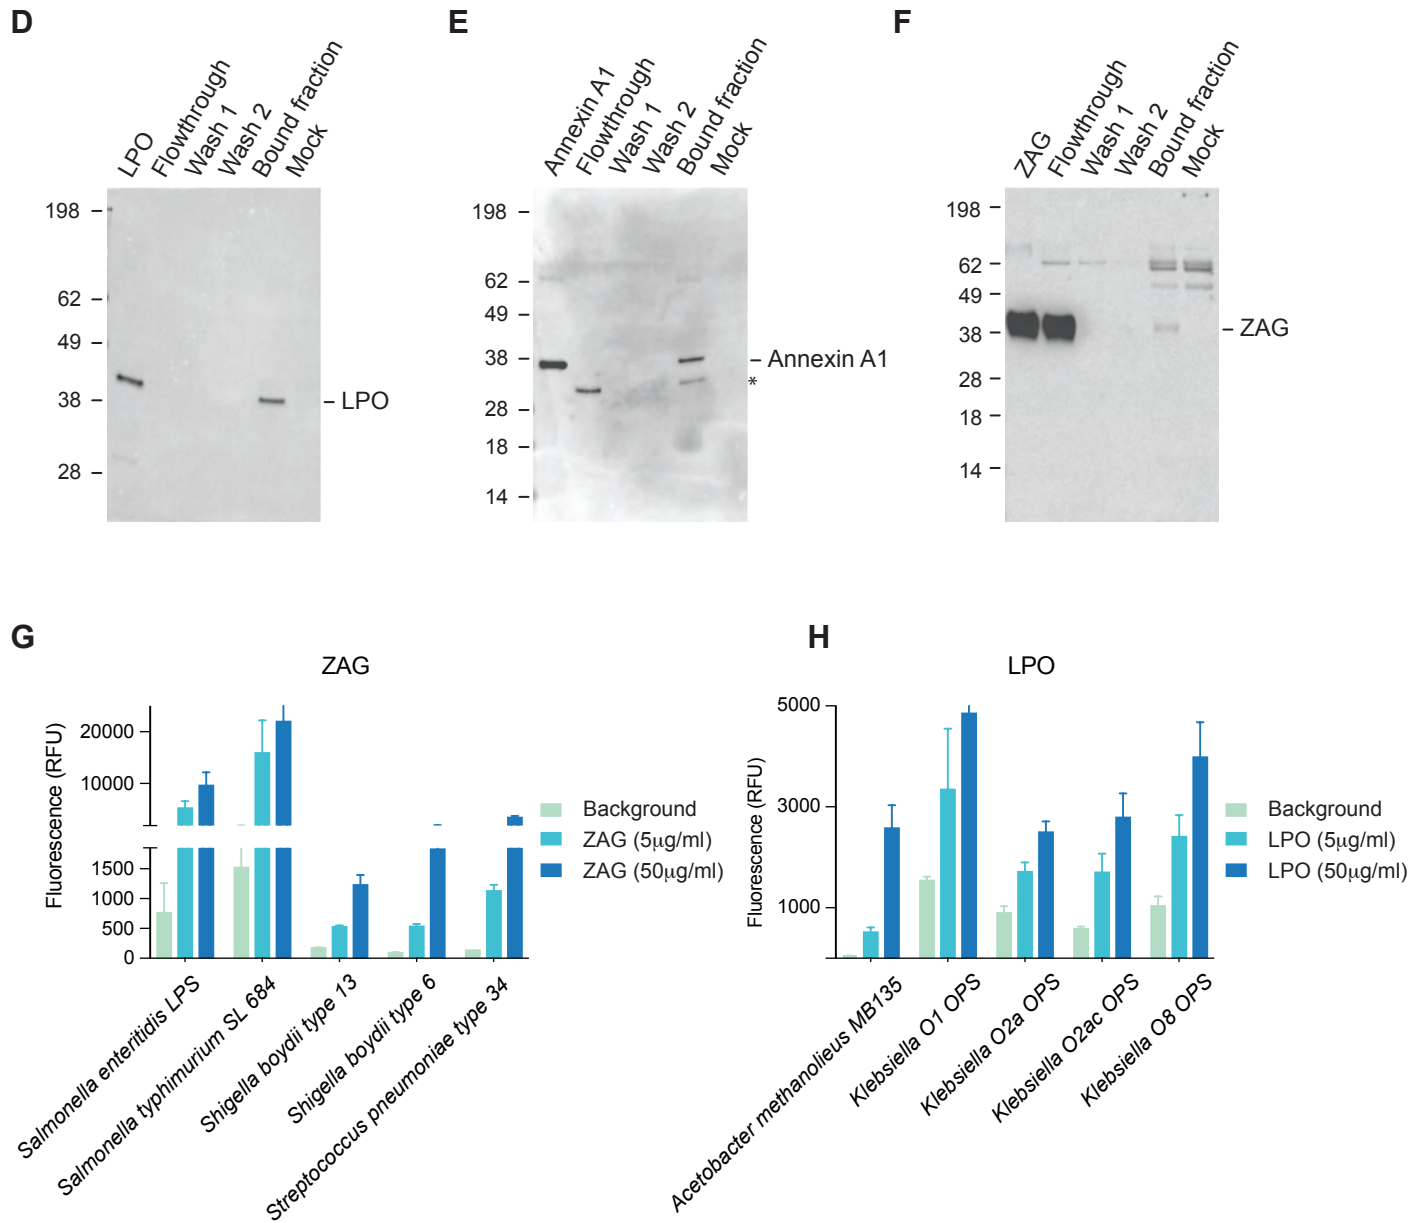 D
LPO
Flowthrough
Wash 1
Wash 2
Bound fraction
Mock
198
62
49
38
28
LPO
E
Annexin A1
Flowthrough
Wash 1
Wash 2
Bound fraction
Mock
198
62
49
38
28
18
14
Annexin A1
*
F
ZAG
Flowthrough
Wash 1
Wash 2
Bound fraction
Mock
198
62
49
38
28
18
14
ZAG
G
ZAG
Fluorescence (RFU)
20000
10000
1500
1000
500
0
Background
ZAG (5µg/ml)
ZAG (50µg/ml)
Salmonella enteritidis LPS
Salmonella typhimurium SL 684
Shigella boydii type 13
Shigella boydii type 6
Streptococcus pneumoniae type 34
H
LPO
Fluorescence (RFU)
5000
3000
1000
Background
LPO (5µg/ml)
LPO (50µg/ml)
Acetobacter methanolieus MB135
Klebsiella O1 OPS
Klebsiella O2a OPS
Klebsiella O2ac OPS
Klebsiella O8 OPS